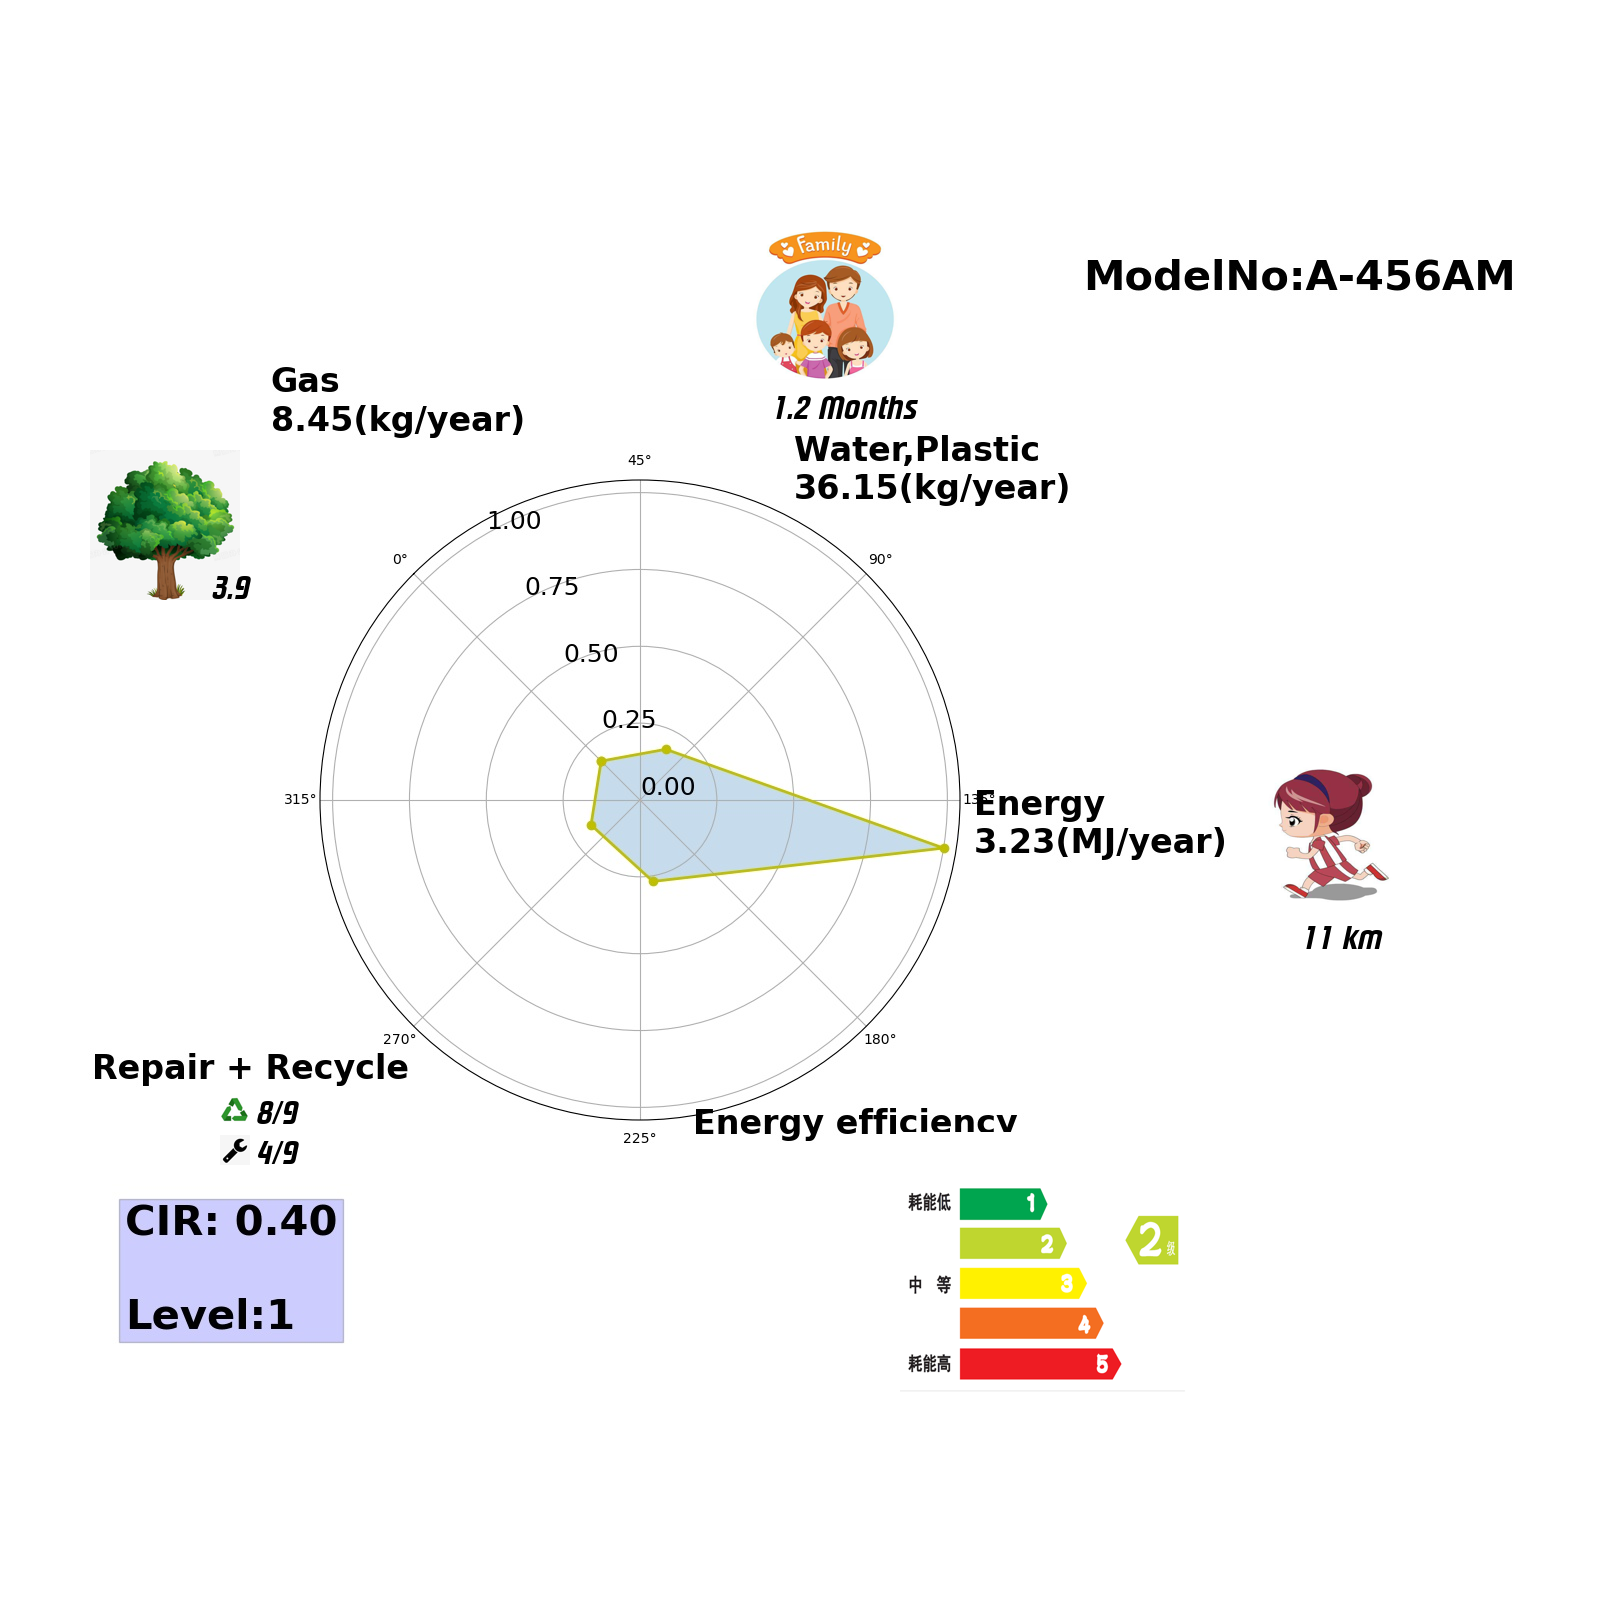 Family
ModelNo:A-456AM
1.2 Months
Gas
8.45(kg/year)
Water,Plastic
36.15(kg/year)
3.9
45°
0°
90°
1.00
0.75
0.50
0.25
0.00
315°
135°
Energy
3.23(MJ/year)
11 km
270°
180°
225°
Repair + Recycle
8/9
4/9
Energy efficiency
CIR: 0.40
Level:1
耗能低 1
2
2级
中 等 3
4
耗能高 5